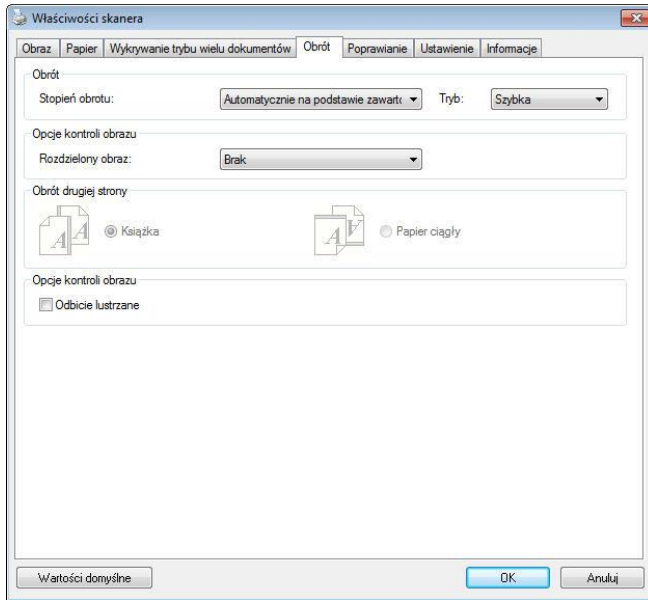 Właściwości skanera
Obraz Papier Wykrywanie trybu wielu dokumentów Obrót Poprawianie Ustawienie Informacje
Obrót
Stopień obrotu: Automatycznie na podstawie zawartc Tryb: Szybka
Opcje kontroli obrazu
Rozdzielony obraz: Brak
Obrót drugiej strony
Książka Papier ciągły
Opcje kontroli obrazu
Odbicie lustrzane
Wartości domyślne OK Anuluj